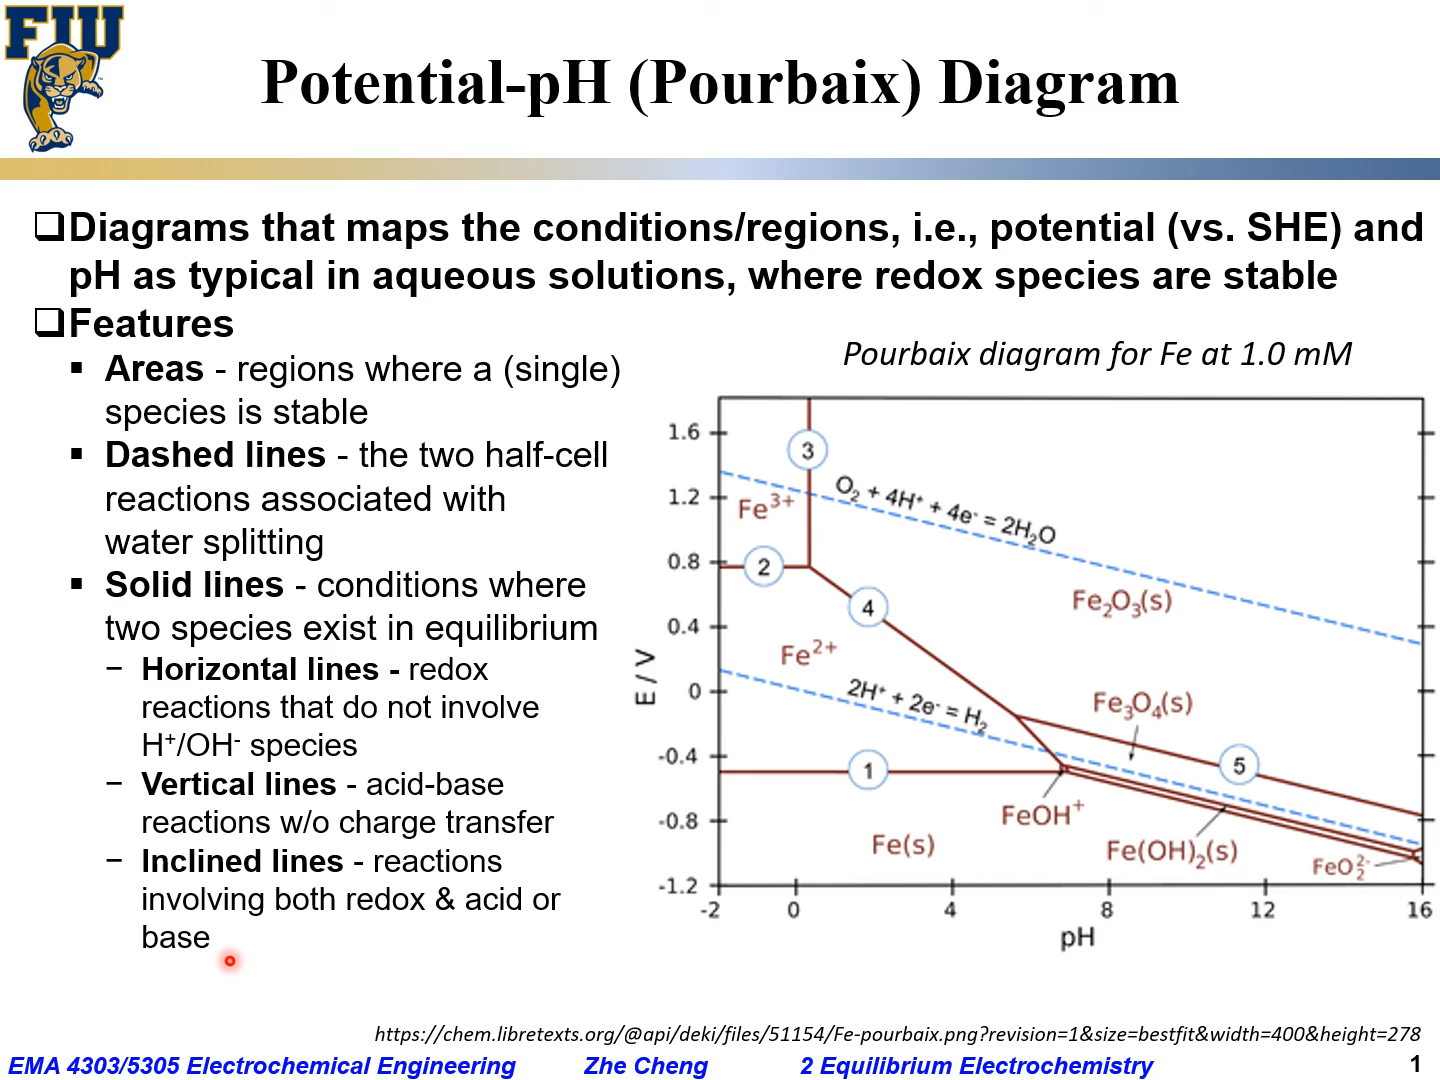 FIU
Potential-pH (Pourbaix) Diagram
❑Diagrams that maps the conditions/regions, i.e., potential (vs. SHE) and
pH as typical in aqueous solutions, where redox species are stable
❑Features
▪ Areas - regions where a (single)
species is stable
▪ Dashed lines - the two half-cell
reactions associated with
water splitting
▪ Solid lines - conditions where
two species exist in equilibrium
− Horizontal lines - redox
reactions that do not involve
H⁺/OH⁻ species
− Vertical lines - acid-base
reactions w/o charge transfer
− Inclined lines - reactions
involving both redox & acid or
base
Pourbaix diagram for Fe at 1.0 mM
E / V
1.6
1.2
0.8
0.4
0
-0.4
-0.8
-1.2
3
O₂ + 4H⁺ + 4e⁻ = 2H₂O
Fe³⁺
2
4
Fe₂O₃(s)
Fe²⁺
2H⁺ + 2e⁻ = H₂
Fe₃O₄(s)
1
5
FeOH⁺
Fe(s)
Fe(OH)₂(s)
FeO₂²⁻
-2 0 4 8 12 16
pH
https://chem.libretexts.org/@api/deki/files/51154/Fe-pourbaix.png?revision=1&size=bestfit&width=400&height=278
EMA 4303/5305 Electrochemical Engineering Zhe Cheng 2 Equilibrium Electrochemistry 1